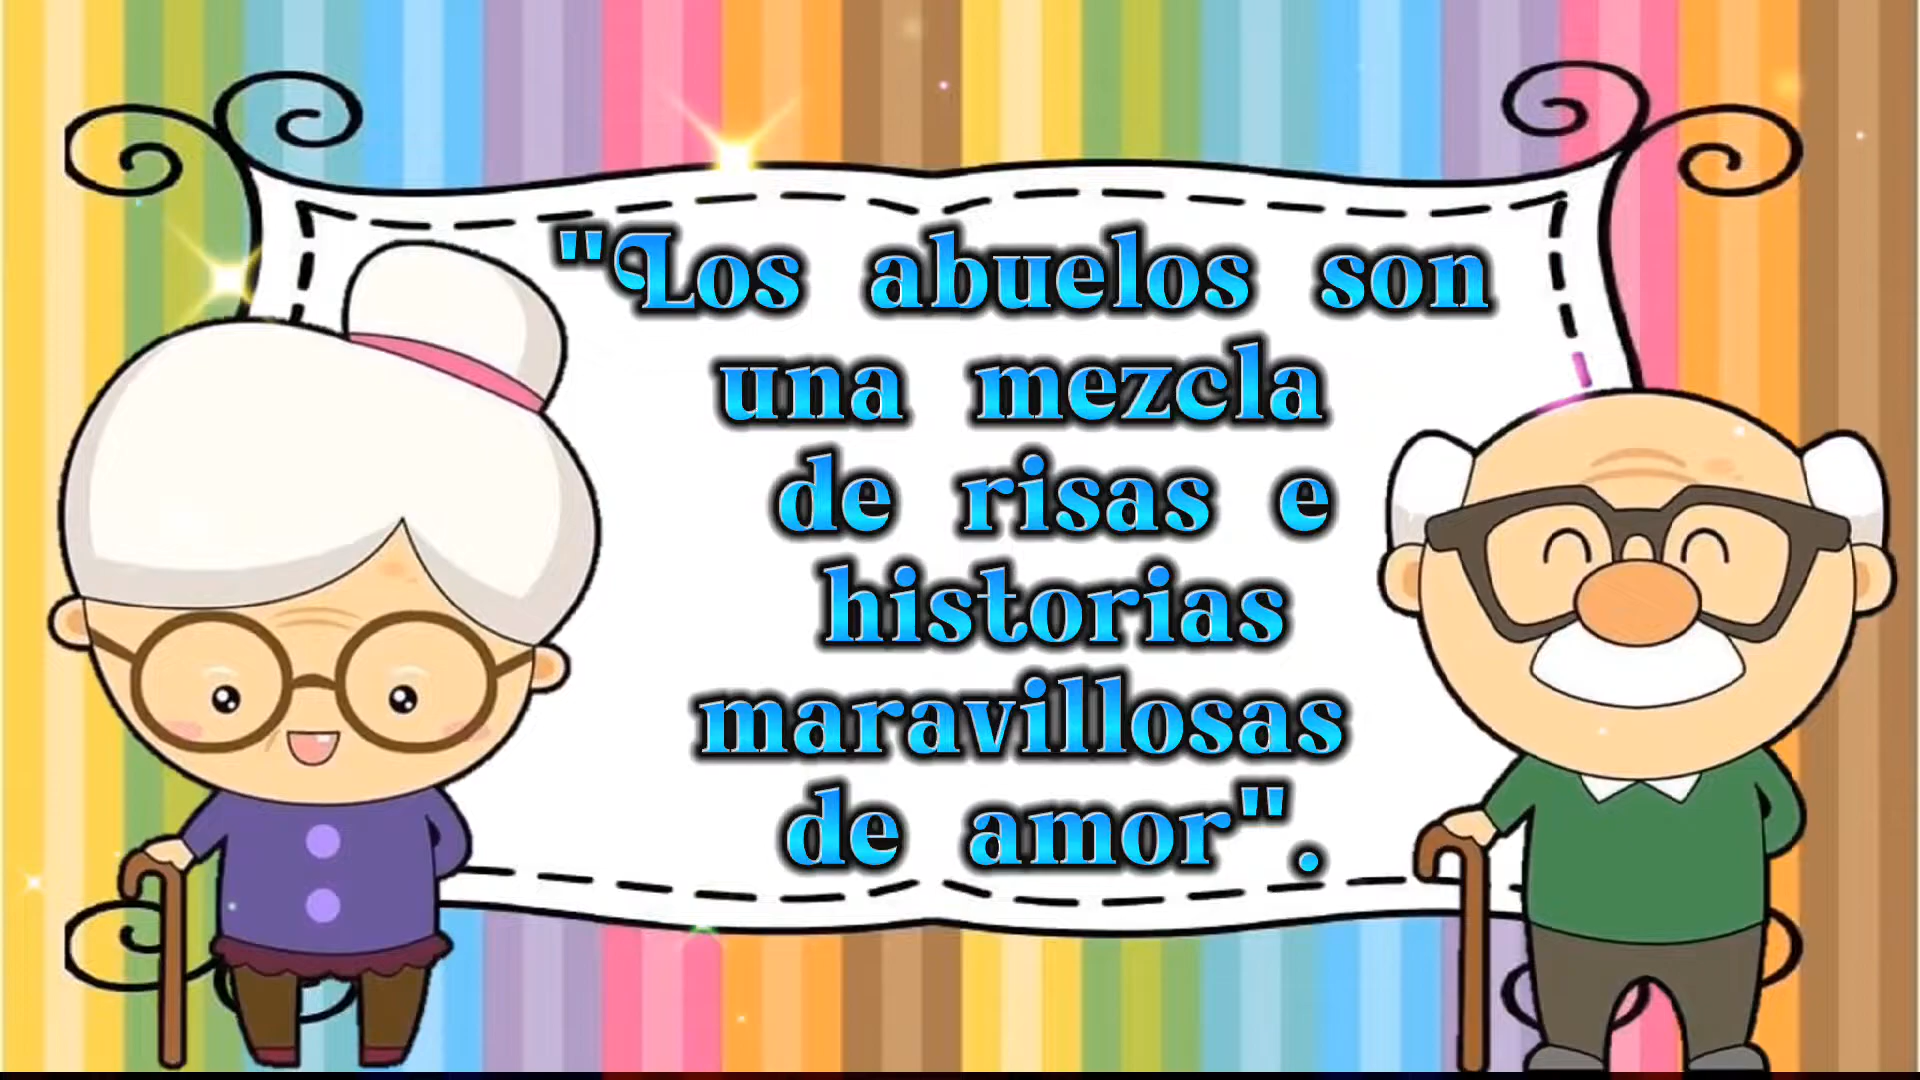 "Los abuelos son
una mezcla
de risas e
historias
maravillosas
de amor".